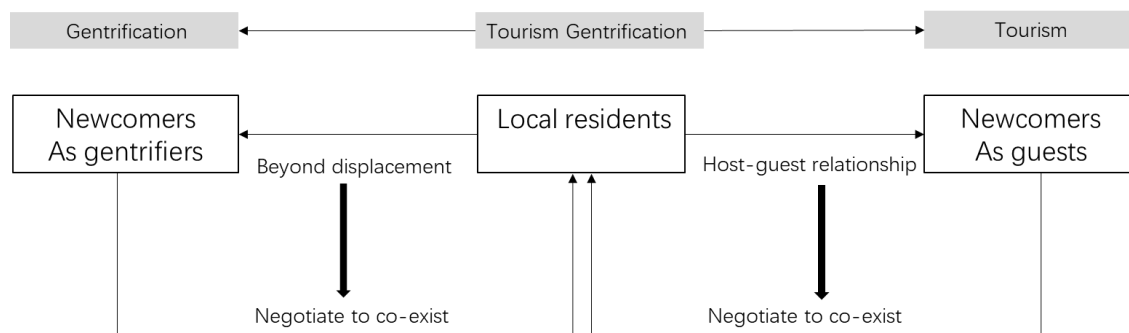 Gentrification
Tourism Gentrification
Tourism
Newcomers
As gentrifiers
Local residents
Newcomers
As guests
Beyond displacement
Host-guest relationship
Negotiate to co-exist
Negotiate to co-exist